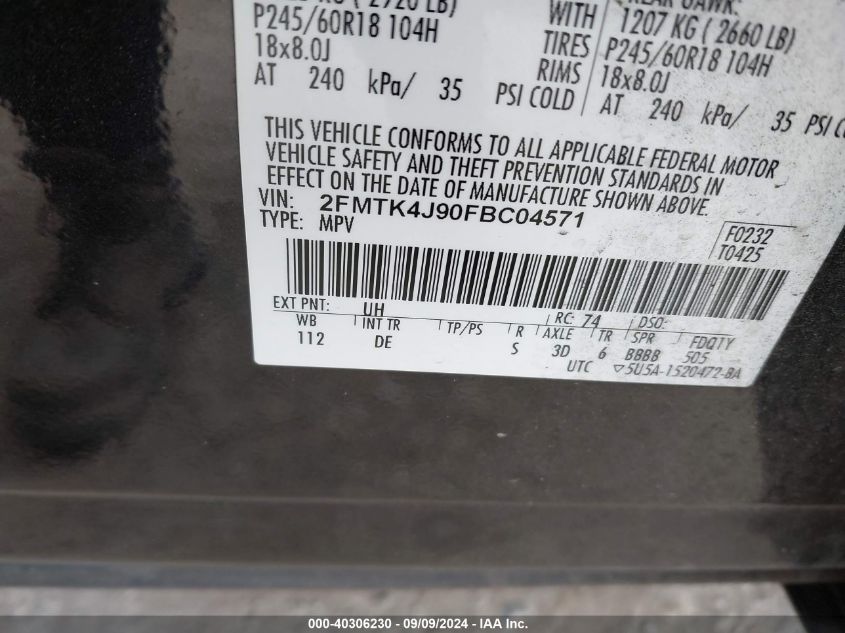 P245/60R18 104H
18x8.0J
AT 240 kPa/ 35 PSI COLD
WITH 1207 KG ( 2660 LB)
TIRES P245/60R18 104H
RIMS 18x8.0J
AT 240 kPa/ 35 PSI
THIS VEHICLE CONFORMS TO ALL APPLICABLE FEDERAL MOTOR
VEHICLE SAFETY AND THEFT PREVENTION STANDARDS IN
EFFECT ON THE DATE OF MANUFACTURE SHOWN ABOVE.
VIN: 2FMTK4J90FBC04571
TYPE: MPV
F0232
T0425
EXT PNT: UH RC: 74 DSO:
WB INT TR TP/PS R AXLE TR SPR FDQTY
112 DE S 3D 6 BBBB 505
UTC ▽5U5A-1520472-BA
000-40306230 - 09/09/2024 - IAA Inc.